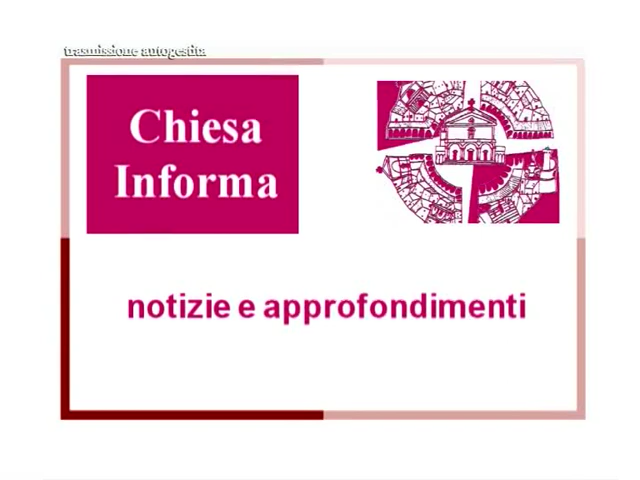 trasmissione autogestita
Chiesa
Informa
notizie e approfondimenti